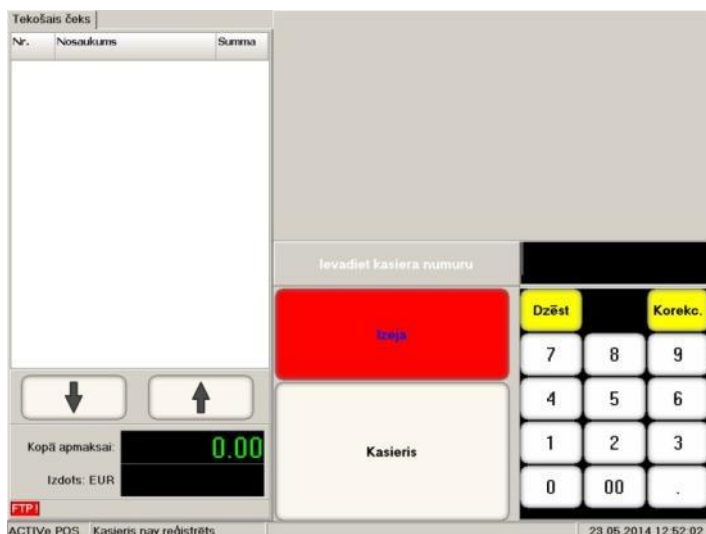 Tekošais čeks
Nr. Nosaukums Summa
Ievadiet kasiera numuru
Izeja
Kasieris
Dzēst Korekc.
7 8 9
4 5 6
1 2 3
0 00 .
Kopā apmaksai: 0.00
Izdots: EUR
FTP!
ACTIVe POS Kasieris nav reģistrēts 23.05.2014 12:52:02